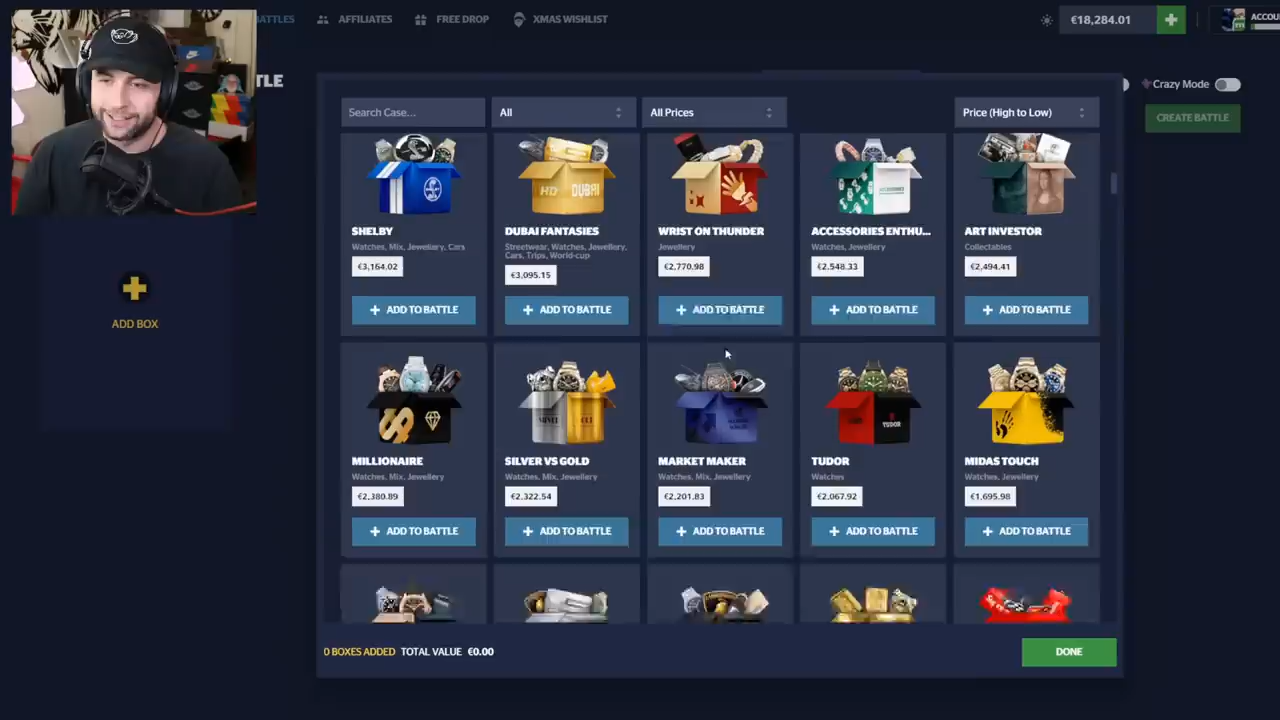 BATTLES
AFFILIATES
FREE DROP
XMAS WISHLIST
€18,284.01
ACCOU
TLE
Crazy Mode
CREATE BATTLE
ADD BOX
Search Case...
All
All Prices
Price (High to Low)
HD
DUBAI
SHELBY
DUBAI FANTASIES
WRIST ON THUNDER
ACCESSORIES ENTHU...
ART INVESTOR
Watches, Mix, Jewellary, Cars
Streetwear, Watches, Jewellery,
Cars, Trips, World-cup
Jewellery
Watches, Jewellery
Collectables
€3,164.02
€3,095.15
€2,770.98
€2,548.33
€2,494.41
ADD TO BATTLE
ADD TO BATTLE
ADD TO BATTLE
ADD TO BATTLE
ADD TO BATTLE
TUDOR
MILLIONAIRE
SILVER VS GOLD
MARKET MAKER
TUDOR
MIDAS TOUCH
Watches, Mix, Jewellery
Watches, Mix, Jewellery
Watches, Mix, Jewellery
Watches
Watches, Jewellery
€2,380.89
€2,322.54
€2,201.83
€2,067.92
€1,695.98
ADD TO BATTLE
ADD TO BATTLE
ADD TO BATTLE
ADD TO BATTLE
ADD TO BATTLE
0 BOXES ADDED TOTAL VALUE €0.00
DONE